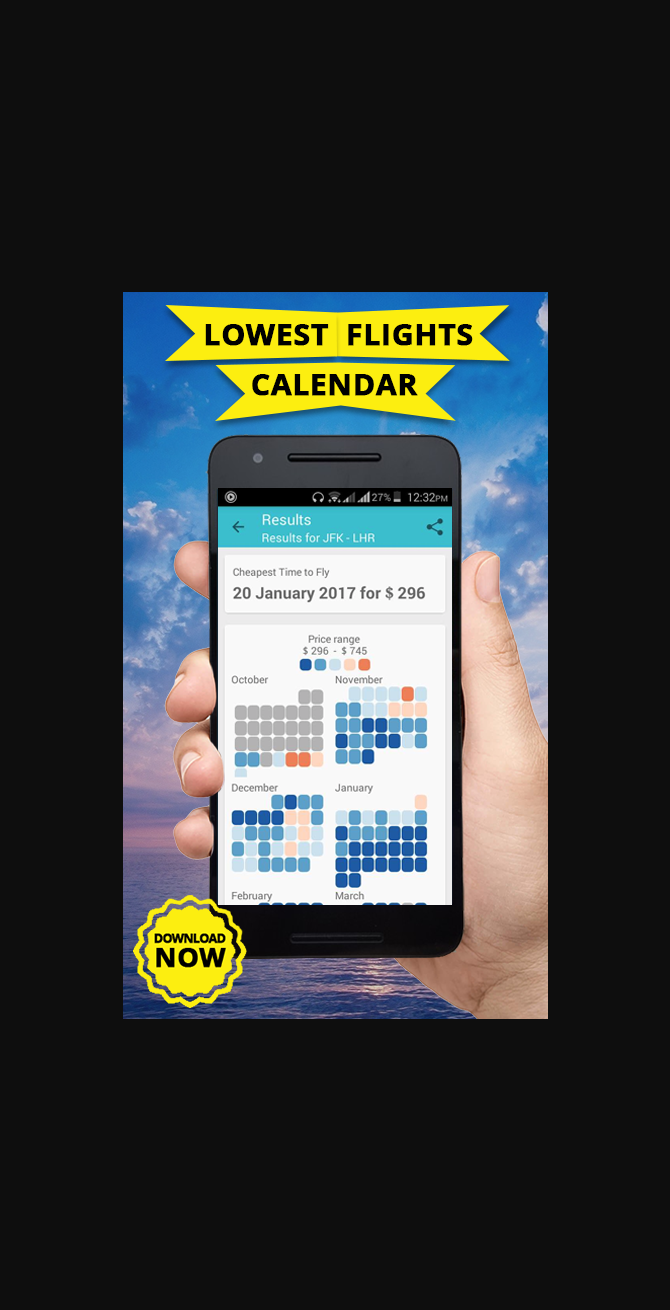 LOWEST FLIGHTS
CALENDAR
27% 12:32PM
Results
Results for JFK - LHR
Cheapest Time to Fly
20 January 2017 for $ 296
Price range
$ 296 - $ 745
October November
December January
February March
DOWNLOAD
NOW